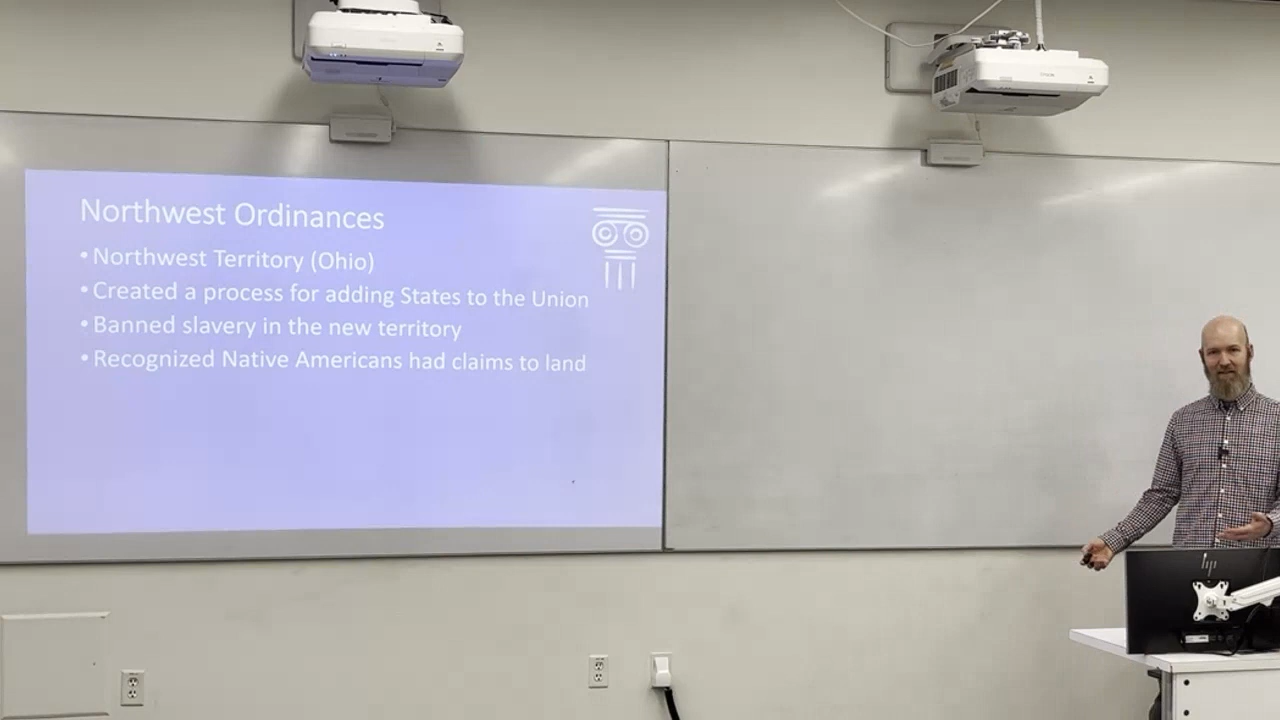 Northwest Ordinances
• Northwest Territory (Ohio)
• Created a process for adding States to the Union
• Banned slavery in the new territory
• Recognized Native Americans had claims to land
hp